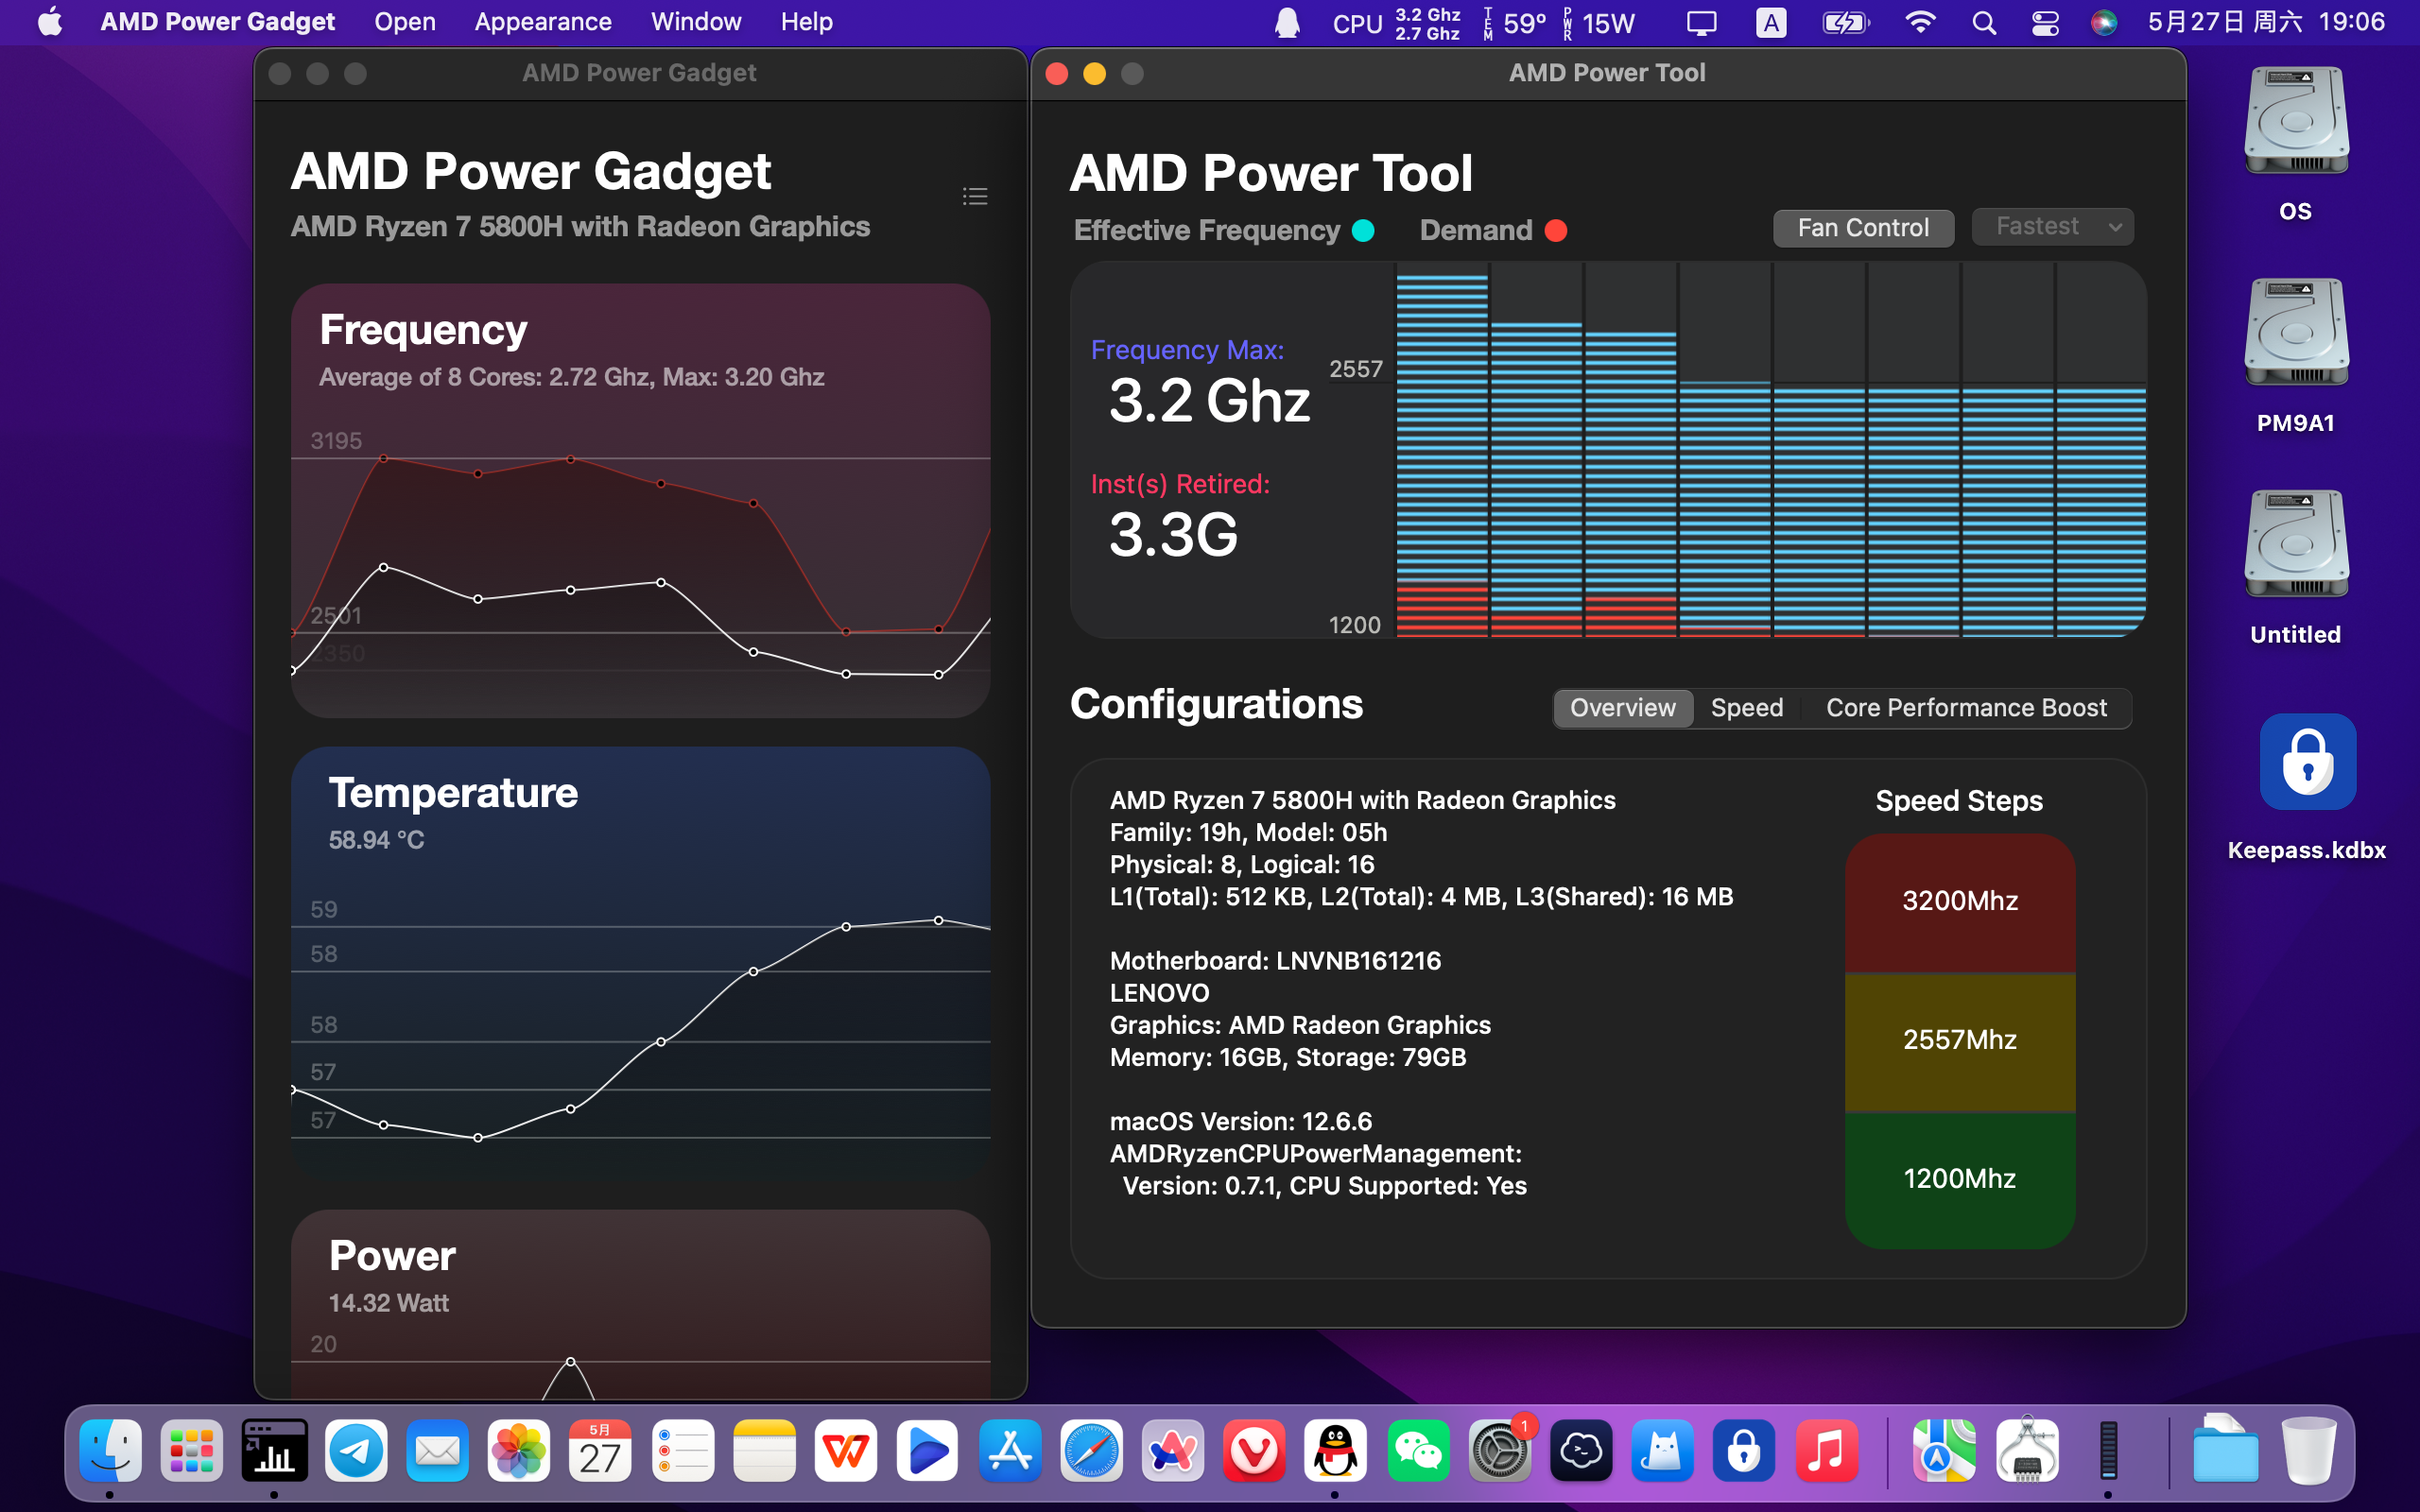 AMD Power Gadget Open Appearance Window Help
CPU 3.2 Ghz 2.7 Ghz TEM 59º PWR 15W A 5月27日 周六 19:06
AMD Power Gadget
AMD Power Gadget
AMD Ryzen 7 5800H with Radeon Graphics
Frequency
Average of 8 Cores: 2.72 Ghz, Max: 3.20 Ghz
3195
2501
2350
Temperature
58.94 °C
59
58
58
57
57
Power
14.32 Watt
20
AMD Power Tool
AMD Power Tool
Effective Frequency Demand Fan Control Fastest
Frequency Max:
3.2 Ghz
Inst(s) Retired:
3.3G
2557
1200
Configurations Overview Speed Core Performance Boost
AMD Ryzen 7 5800H with Radeon Graphics
Family: 19h, Model: 05h
Physical: 8, Logical: 16
L1(Total): 512 KB, L2(Total): 4 MB, L3(Shared): 16 MB
Motherboard: LNVNB161216
LENOVO
Graphics: AMD Radeon Graphics
Memory: 16GB, Storage: 79GB
macOS Version: 12.6.6
AMDRyzenCPUPowerManagement:
Version: 0.7.1, CPU Supported: Yes
Speed Steps
3200Mhz
2557Mhz
1200Mhz
OS
PM9A1
Untitled
Keepass.kdbx
5月
27
1